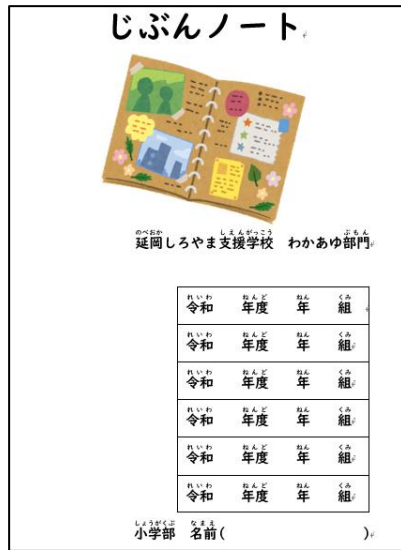 じぶんノート
延岡しろやま支援学校　わかあゆ部門
令和　年度　年　組
令和　年度　年　組
令和　年度　年　組
令和　年度　年　組
令和　年度　年　組
令和　年度　年　組
小学部　名前(　　　　　　　)